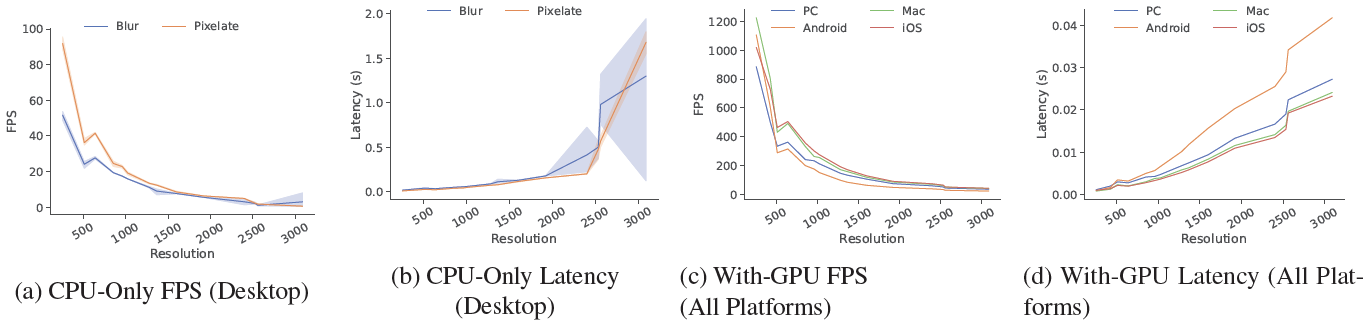 Blur Pixelate
100
80
60
40
20
0
FPS
500 1000 1500 2000 2500 3000
Resolution
(a) CPU-Only FPS (Desktop)
Blur Pixelate
2.0
1.5
1.0
0.5
0.0
Latency (s)
500 1000 1500 2000 2500 3000
Resolution
(b) CPU-Only Latency
(Desktop)
PC Mac
Android iOS
1200
1000
800
600
400
200
0
FPS
500 1000 1500 2000 2500 3000
Resolution
(c) With-GPU FPS
(All Platforms)
PC Mac
Android iOS
0.04
0.03
0.02
0.01
0.00
Latency (s)
500 1000 1500 2000 2500 3000
Resolution
(d) With-GPU Latency (All Plat-
forms)